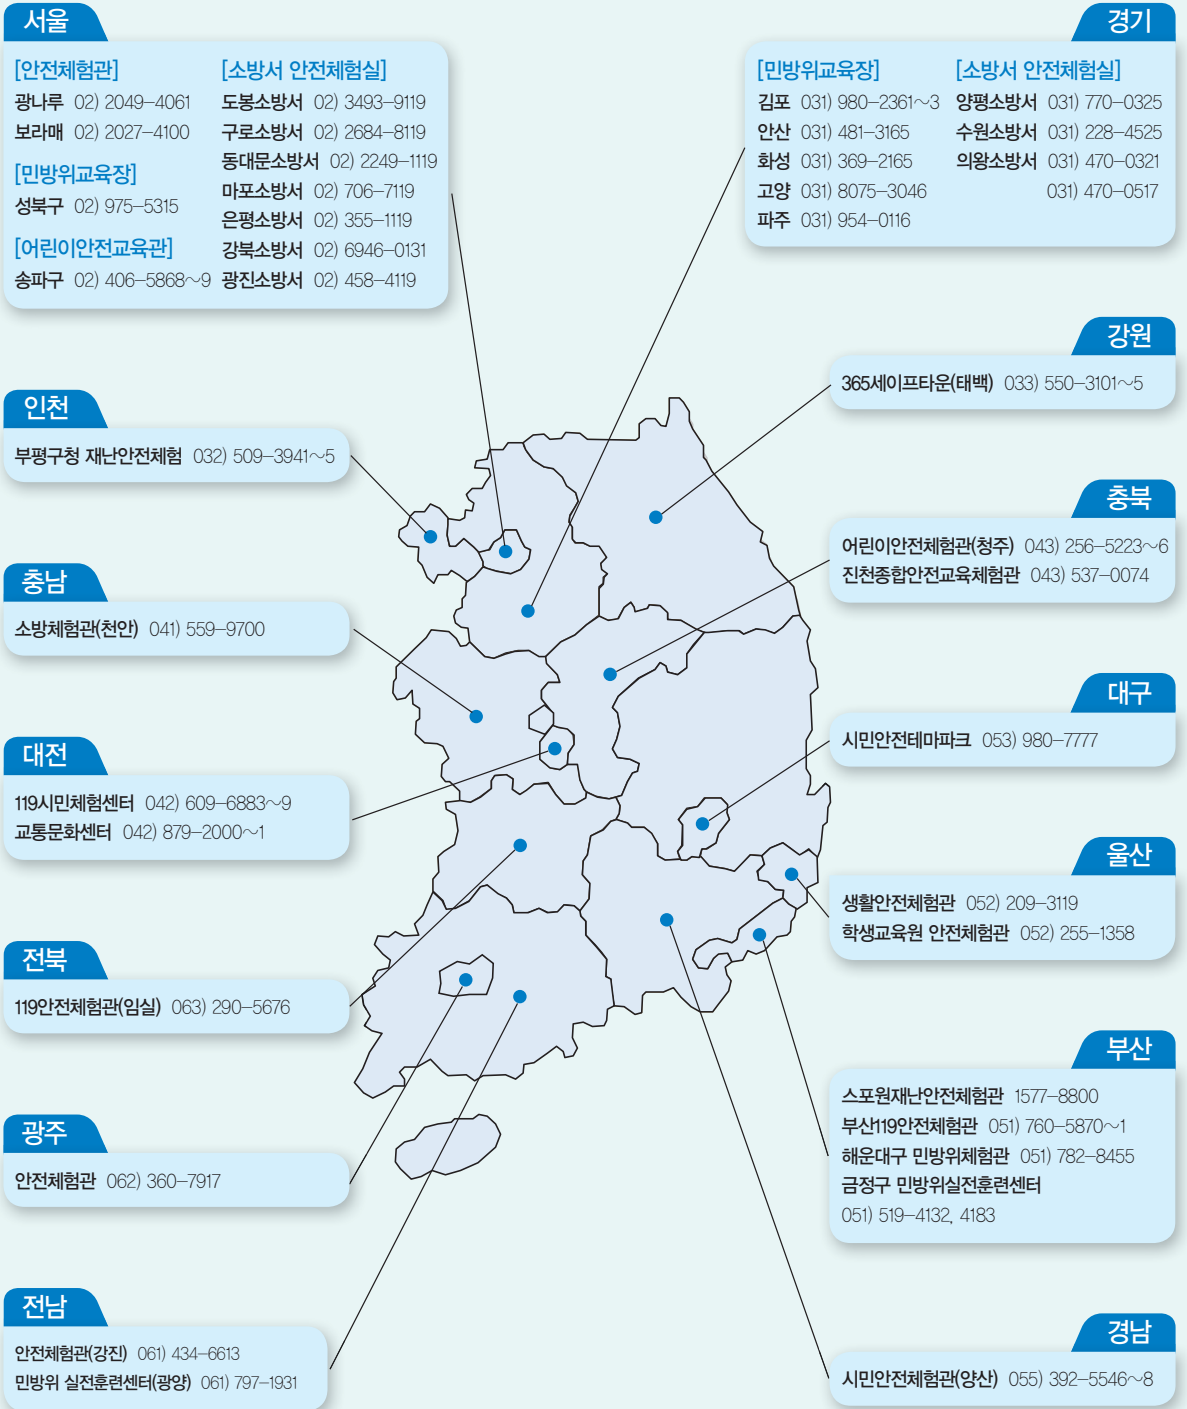 서울
[안전체험관]
광나루 02) 2049-4061
보라매 02) 2027-4100
[민방위교육장]
성북구 02) 975-5315
[어린이안전교육관]
송파구 02) 406-5868~9
[소방서 안전체험실]
도봉소방서 02) 3493-9119
구로소방서 02) 2684-8119
동대문소방서 02) 2249-1119
마포소방서 02) 706-7119
은평소방서 02) 355-1119
강북소방서 02) 6946-0131
광진소방서 02) 458-4119
경기
[민방위교육장]
김포 031) 980-2361~3
안산 031) 481-3165
화성 031) 369-2165
고양 031) 8075-3046
파주 031) 954-0116
[소방서 안전체험실]
양평소방서 031) 770-0325
수원소방서 031) 228-4525
의왕소방서 031) 470-0321
031) 470-0517
강원
365세이프타운(태백) 033) 550-3101~5
인천
부평구청 재난안전체험 032) 509-3941~5
충북
어린이안전체험관(청주) 043) 256-5223~6
진천종합안전교육체험관 043) 537-0074
충남
소방체험관(천안) 041) 559-9700
대구
시민안전테마파크 053) 980-7777
대전
119시민체험센터 042) 609-6883~9
교통문화센터 042) 879-2000~1
울산
생활안전체험관 052) 209-3119
학생교육원 안전체험관 052) 255-1358
전북
119안전체험관(임실) 063) 290-5676
부산
스포원재난안전체험관 1577-8800
부산119안전체험관 051) 760-5870~1
해운대구 민방위체험관 051) 782-8455
금정구 민방위실전훈련센터
051) 519-4132, 4183
광주
안전체험관 062) 360-7917
전남
안전체험관(강진) 061) 434-6613
민방위 실전훈련센터(광양) 061) 797-1931
경남
시민안전체험관(양산) 055) 392-5546~8